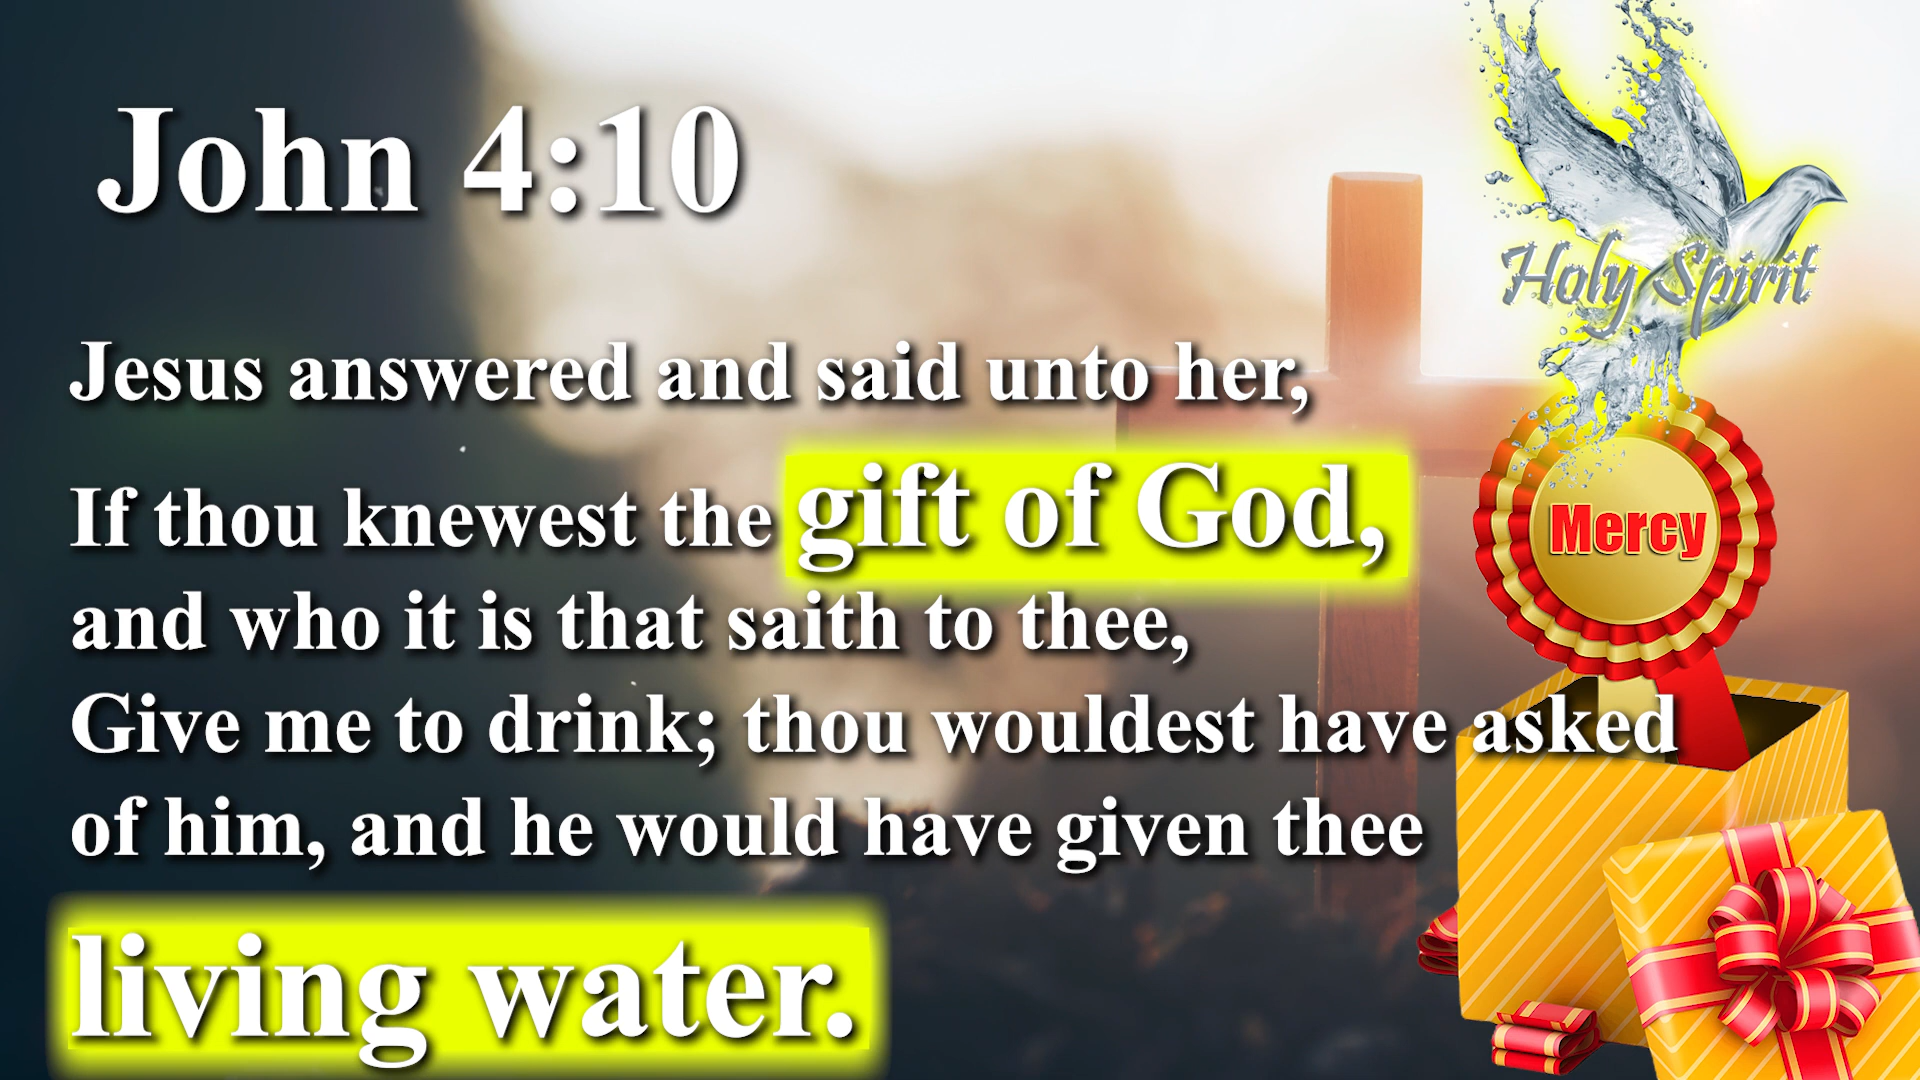 John 4:10
Jesus answered and said unto her,
If thou knewest the gift of God,
and who it is that saith to thee,
Give me to drink; thou wouldest have asked
of him, and he would have given thee
living water.
Holy Spirit
Mercy